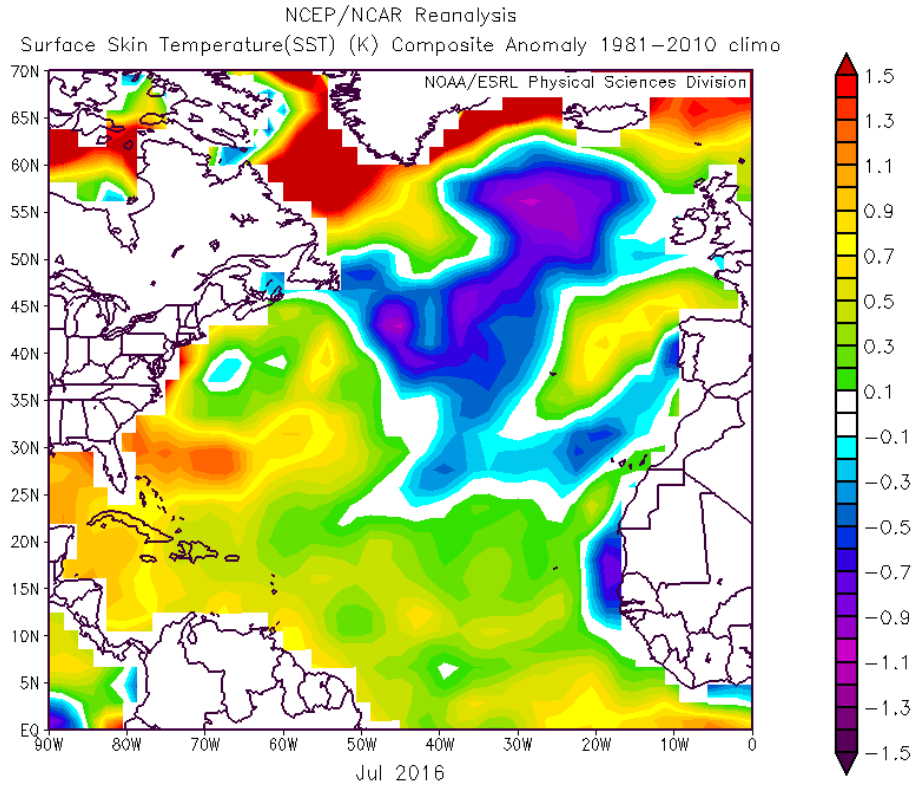 NCEP/NCAR Reanalysis
Surface Skin Temperature(SST) (K) Composite Anomaly 1981-2010 climo
NOAA/ESRL Physical Sciences Division
70N
65N
60N
55N
50N
45N
40N
35N
30N
25N
20N
15N
10N
5N
EQ
90W 80W 70W 60W 50W 40W 30W 20W 10W 0
Jul 2016
1.5
1.3
1.1
0.9
0.7
0.5
0.3
0.1
-0.1
-0.3
-0.5
-0.7
-0.9
-1.1
-1.3
-1.5